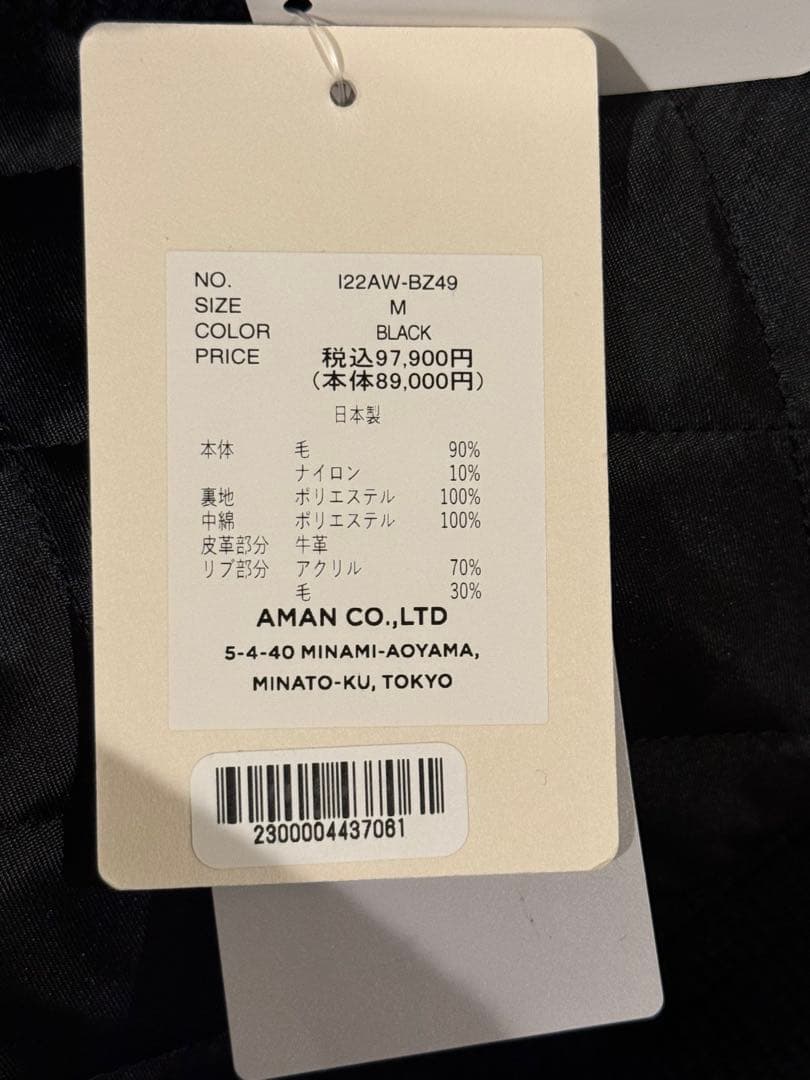 NO. I22AW-BZ49
SIZE M
COLOR BLACK
PRICE 税込97,900円
(本体89,000円)
日本製
本体 毛 90%
ナイロン 10%
裏地 ポリエステル 100%
中綿 ポリエステル 100%
皮革部分 牛革
リブ部分 アクリル 70%
毛 30%
AMAN CO.,LTD
5-4-40 MINAMI-AOYAMA,
MINATO-KU, TOKYO
2300004437061